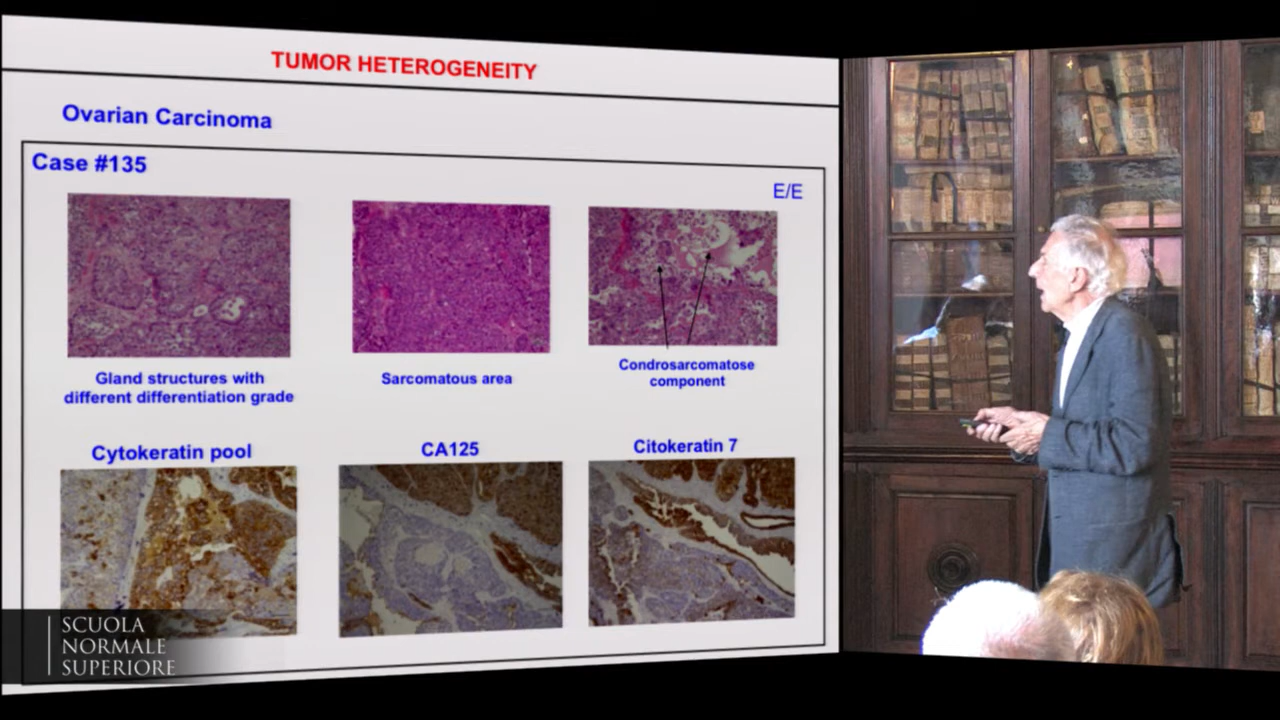 TUMOR HETEROGENEITY
Ovarian Carcinoma
Case #135
E/E
Gland structures with
different differentiation grade
Sarcomatous area
Condrosarcomatose
component
Cytokeratin pool
CA125
Citokeratin 7
SCUOLA
NORMALE
SUPERIORE